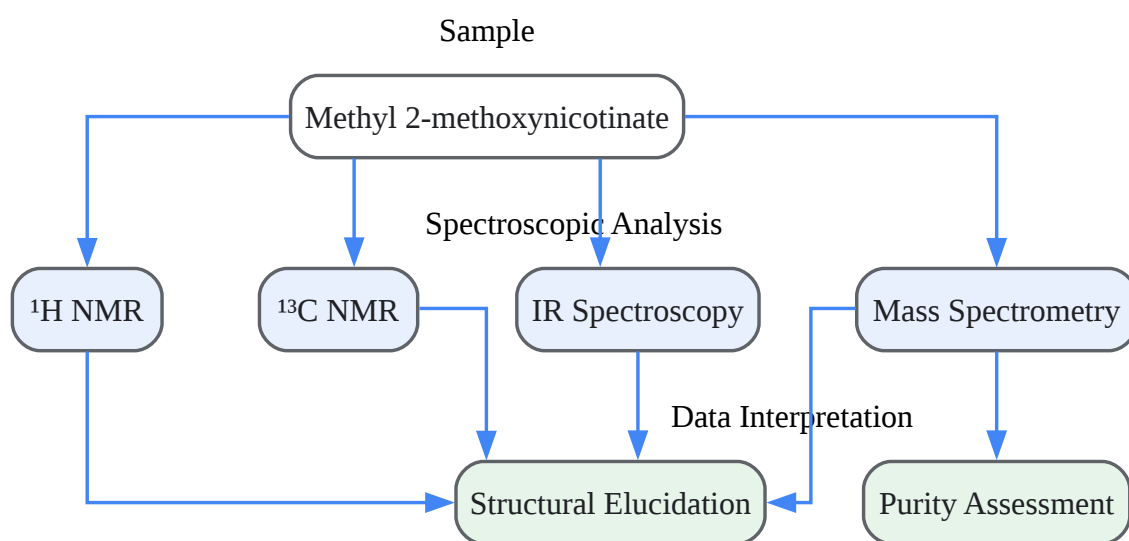 Sample
Methyl 2-methoxynicotinate
Spectroscopic Analysis
¹H NMR
¹³C NMR
IR Spectroscopy
Mass Spectrometry
Data Interpretation
Structural Elucidation
Purity Assessment